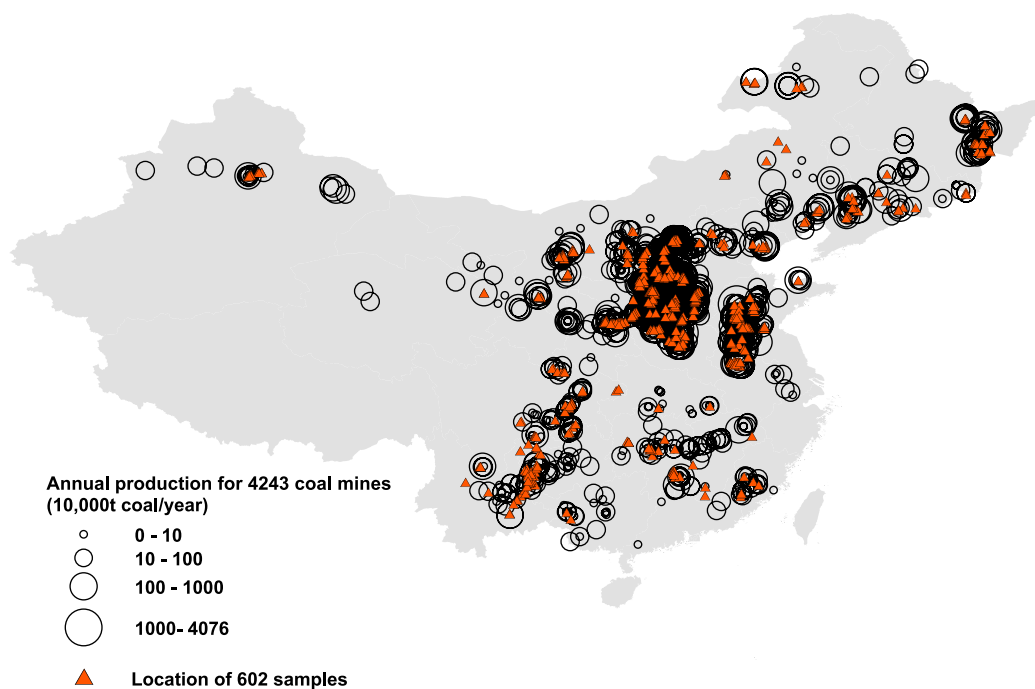 Annual production for 4243 coal mines
(10,000t coal/year)
0 - 10
10 - 100
100 - 1000
1000- 4076
Location of 602 samples